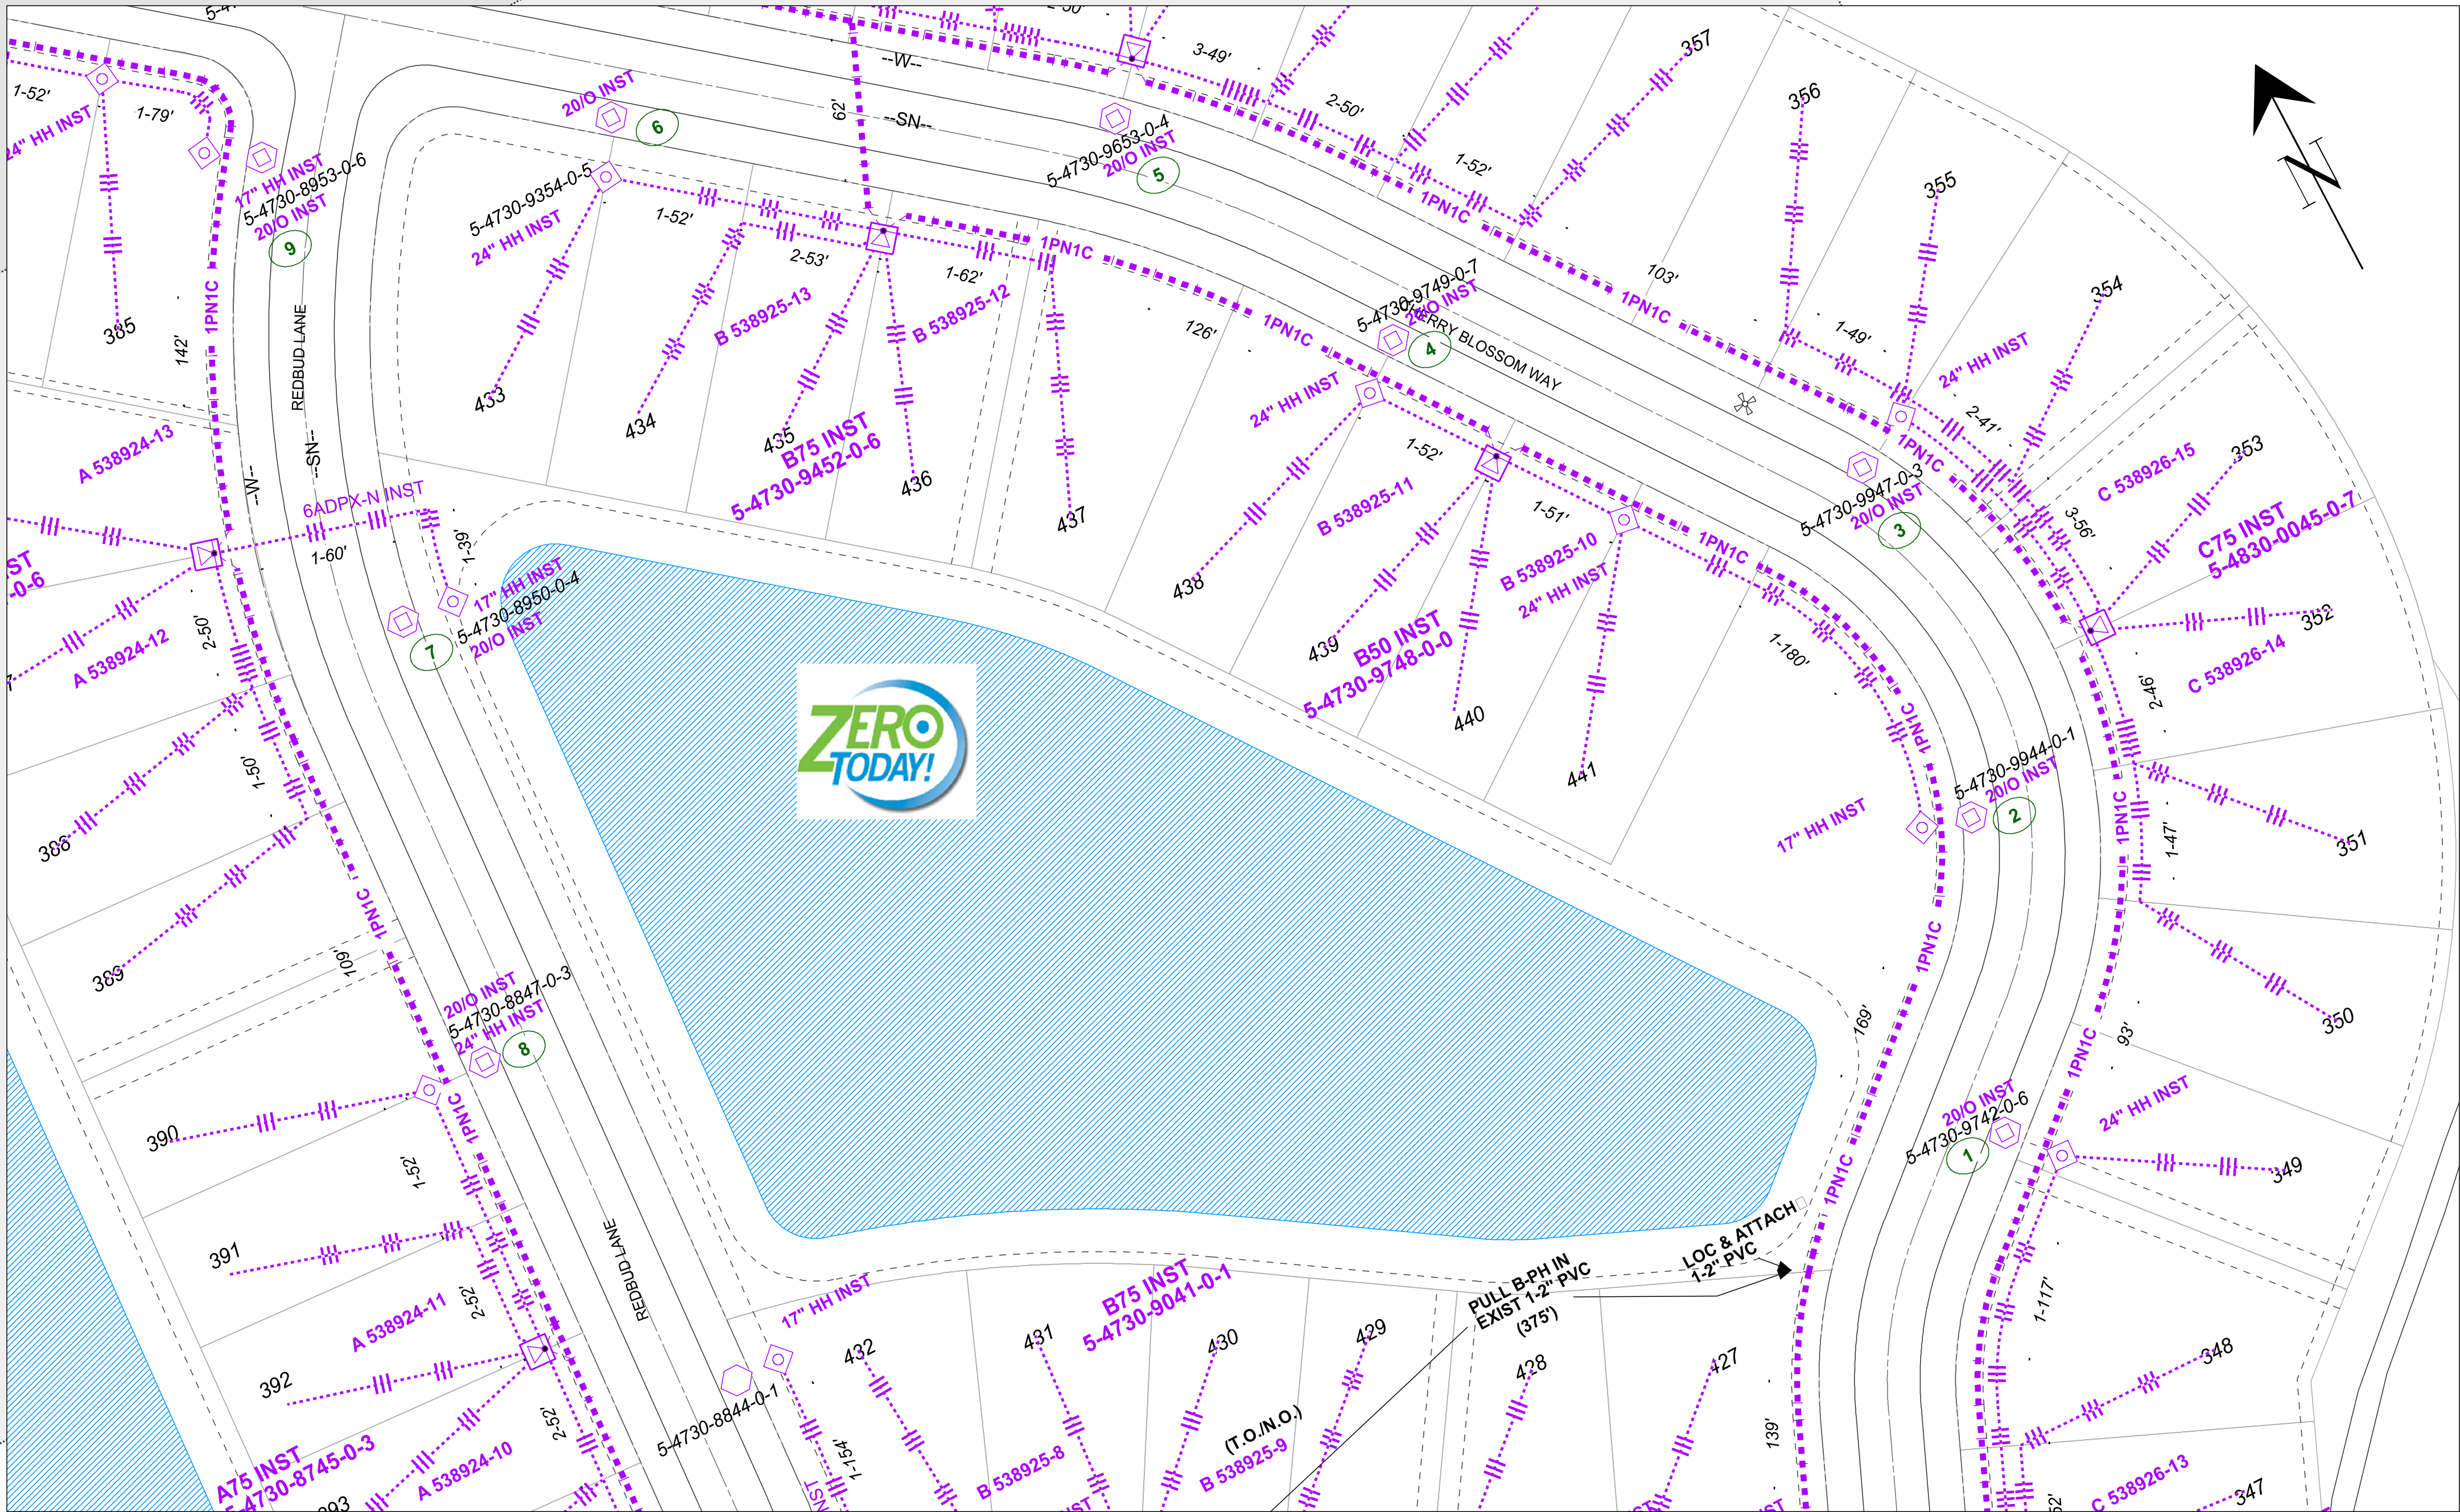 3-49'
357
--W--
1-52'
20/O INST
62'
2-50'
356
1-79'
6
--SN--
24" HH INST
5-4730-9653-0-4
20/O INST
5
1-52'
355
17" HH INST
5-4730-8953-0-6
20/O INST
9
5-4730-9354-0-5
24" HH INST
1-52'
1PN1C
1PN1C
2-53'
1-62'
103'
354
385
142'
1PN1C
REDBUD LANE
B 538925-13
B 538925-12
126'
1PN1C
5-4730-9749-0-7
20/O INST
4
CHERRY BLOSSOM WAY
1PN1C
1-49'
24" HH INST
433
434
435
436
437
B75 INST
5-4730-9452-0-6
24" HH INST
1-52'
2-41'
1PN1C
353
C 538926-15
A 538924-13
--SN--
--W--
6ADPX-N INST
1-60'
1-39'
B 538925-11
1-51'
1PN1C
5-4730-9947-0-3
20/O INST
3
3-56'
C75 INST
5-4830-0045-0-7
17" HH INST
5-4730-8950-0-4
20/O INST
7
438
B 538925-10
24" HH INST
439
B50 INST
5-4730-9748-0-0
440
441
1-180'
352
C 538926-14
A 538924-12
2-50'
1-50'
ZERO
TODAY!
1PN1C
5-4730-9944-0-1
20/O INST
2
17" HH INST
2-46'
1PN1C
1-47'
351
388
389
1PN1C
109'
1PN1C
350
169'
93'
1PN1C
20/O INST
5-4730-8847-0-3
24" HH INST
8
1PN1C
390
20/O INST
5-4730-9742-0-6
1
24" HH INST
349
1PN1C
1-52'
391
2-52'
A 538924-11
REDBUD LANE
LOC & ATTACH
1-2" PVC
PULL B-PH IN
EXIST 1-2" PVC
(375')
17" HH INST
B75 INST
5-4730-9041-0-1
1-117'
432
431
430
429
428
427
348
392
2-52'
A75 INST
5-4730-8745-0-3
A 538924-10
5-4730-8844-0-1
1-154'
B 538925-8
(T.O./N.O.)
B 538925-9
139'
C 538926-13
347